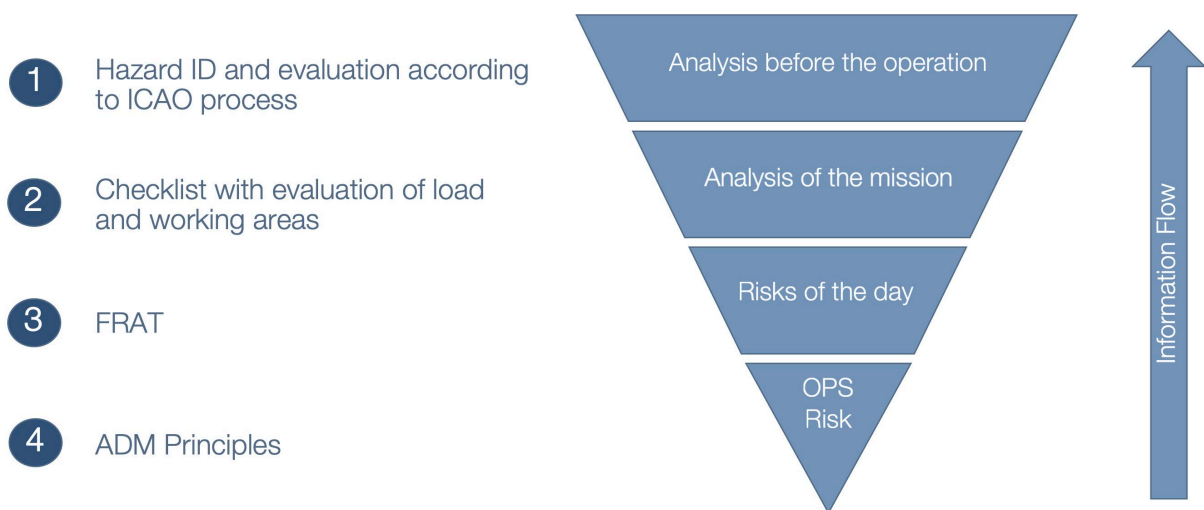 1
Hazard ID and evaluation according
to ICAO process
Analysis before the operation
2
Checklist with evaluation of load
and working areas
Analysis of the mission
3
FRAT
Risks of the day
4
ADM Principles
OPS
Risk
Information Flow